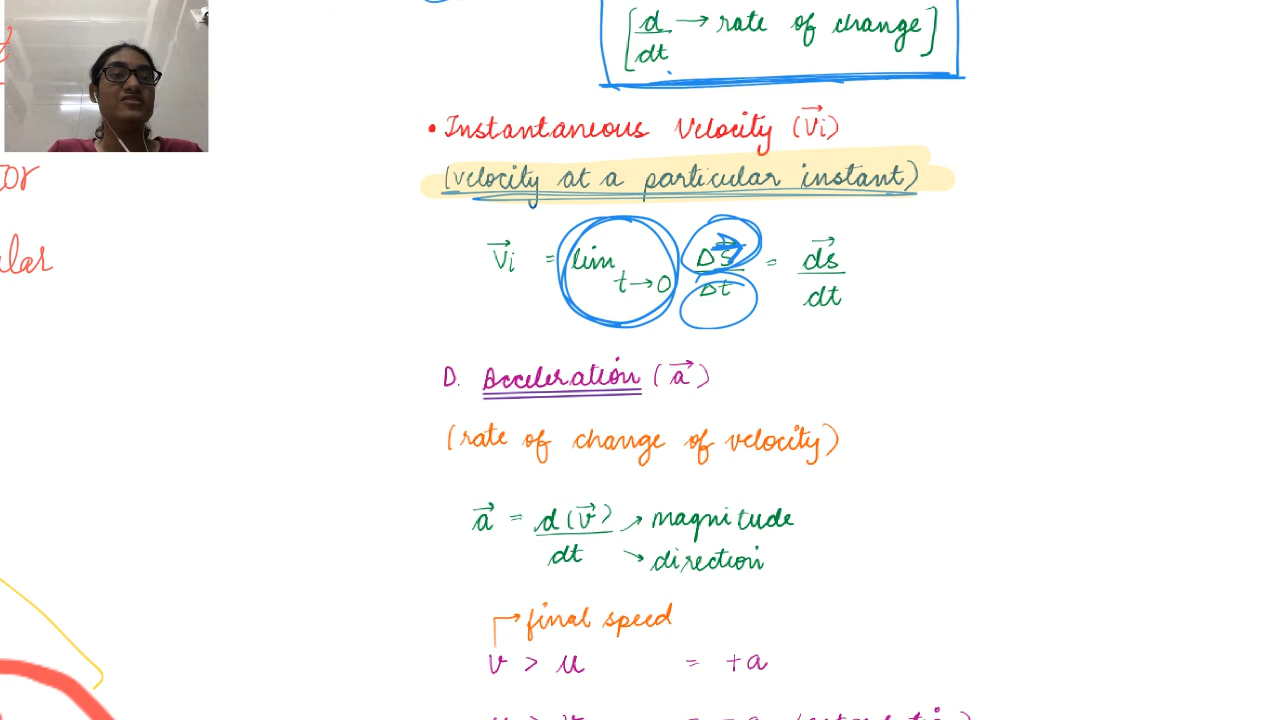 [d/dt → rate of change]
• Instantaneous Velocity (V⃗i)
(velocity at a particular instant)
V⃗i = lim t→0 Δs⃗/Δt = ds⃗/dt
D. Acceleration (a⃗)
(rate of change of velocity)
a⃗ = d(v⃗)/dt → magnitude
→ direction
→ final speed
v > u = +a
lar